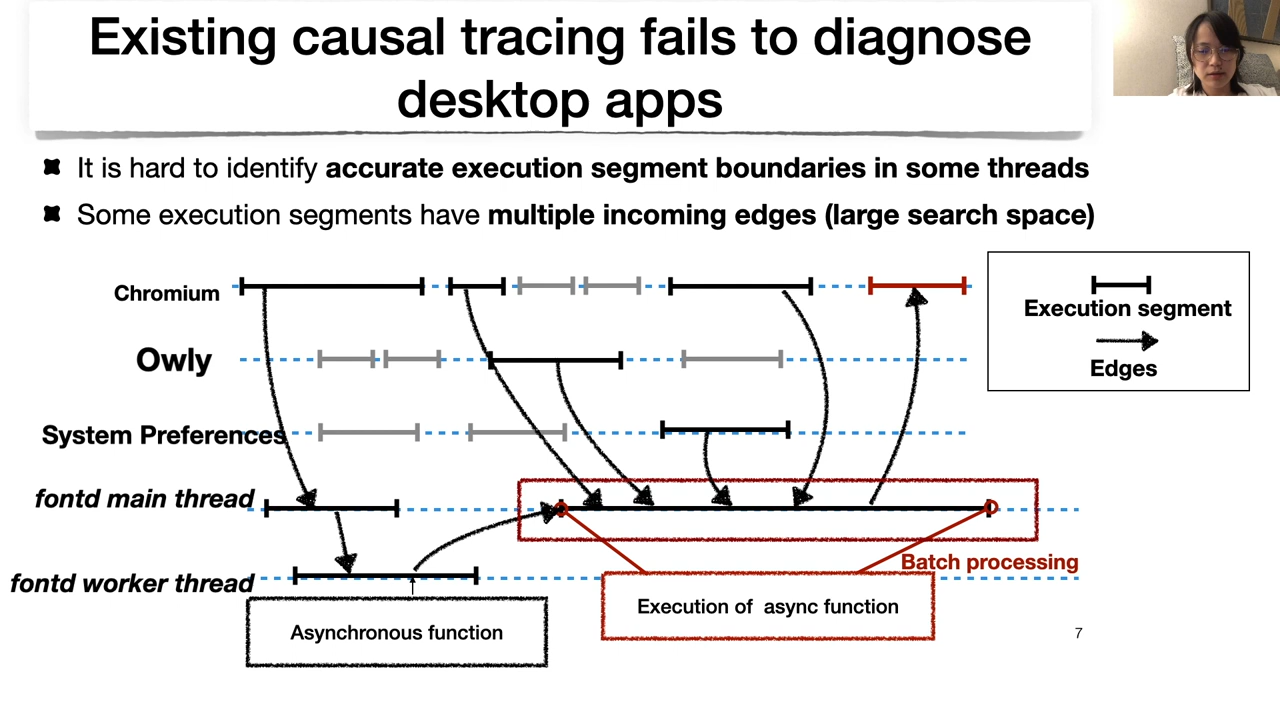 Existing causal tracing fails to diagnose
desktop apps
It is hard to identify accurate execution segment boundaries in some threads
Some execution segments have multiple incoming edges (large search space)
Chromium
Execution segment
Edges
Owly
System Preferences
fontd main thread
fontd worker thread
Batch processing
Execution of async function
Asynchronous function
7